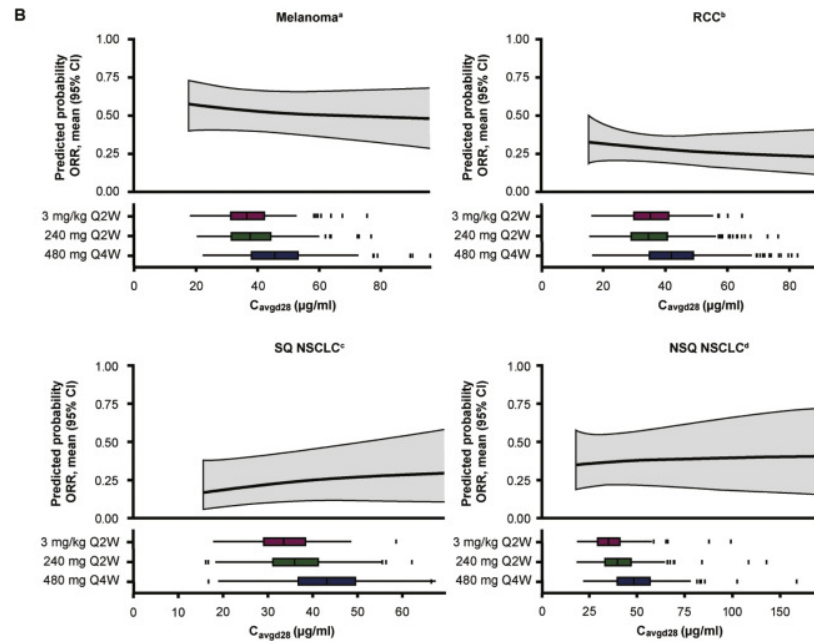 B
Melanomaᵃ
Predicted probability
ORR, mean (95% CI)
1.00
0.75
0.50
0.25
0.00
3 mg/kg Q2W
240 mg Q2W
480 mg Q4W
0 20 40 60 80
Cavgd28 (µg/ml)
RCCᵇ
Predicted probability
ORR, mean (95% CI)
1.00
0.75
0.50
0.25
0.00
3 mg/kg Q2W
240 mg Q2W
480 mg Q4W
0 20 40 60 80
Cavgd28 (µg/ml)
SQ NSCLCᶜ
Predicted probability
ORR, mean (95% CI)
1.00
0.75
0.50
0.25
0.00
3 mg/kg Q2W
240 mg Q2W
480 mg Q4W
0 10 20 30 40 50 60
Cavgd28 (µg/ml)
NSQ NSCLCᵈ
Predicted probability
ORR, mean (95% CI)
1.00
0.75
0.50
0.25
0.00
3 mg/kg Q2W
240 mg Q2W
480 mg Q4W
0 25 50 75 100 150
Cavgd28 (µg/ml)